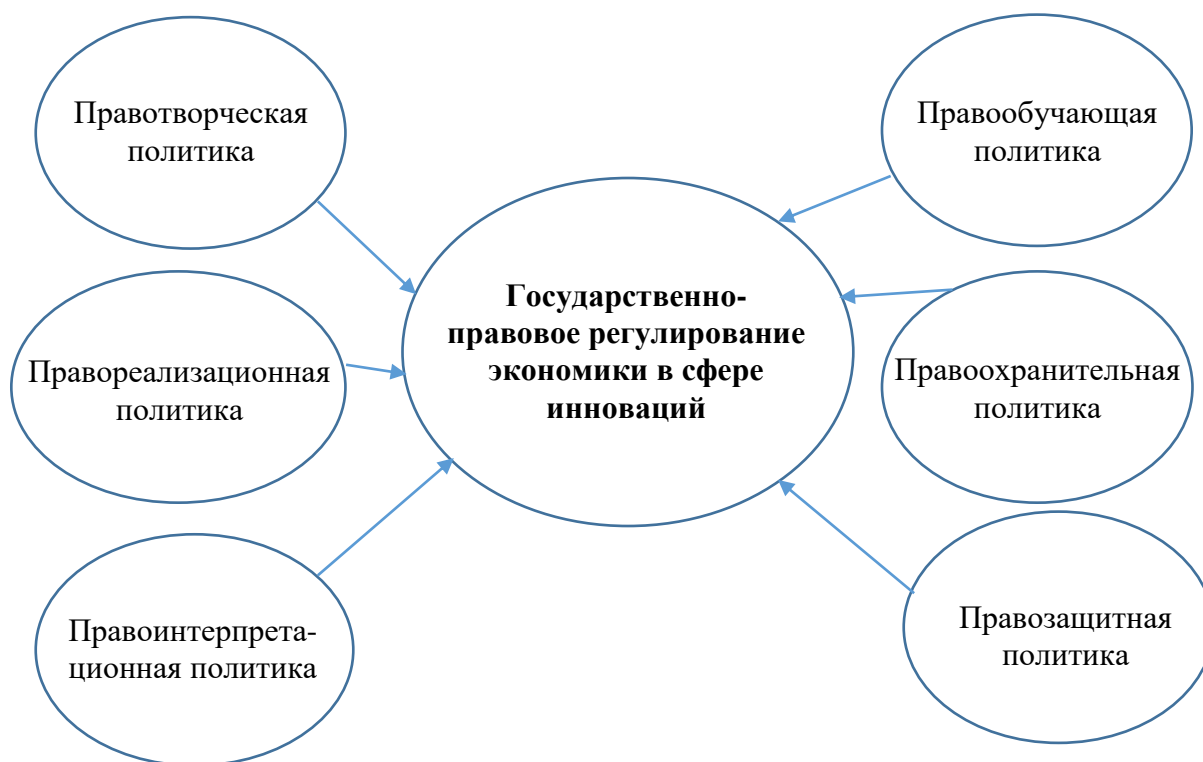 Правотворческая
политика
Правореализационная
политика
Правоинтерпрета-
ционная политика
Государственно-
правовое регулирование
экономики в сфере
инноваций
Правообучающая
политика
Правоохранительная
политика
Правозащитная
политика